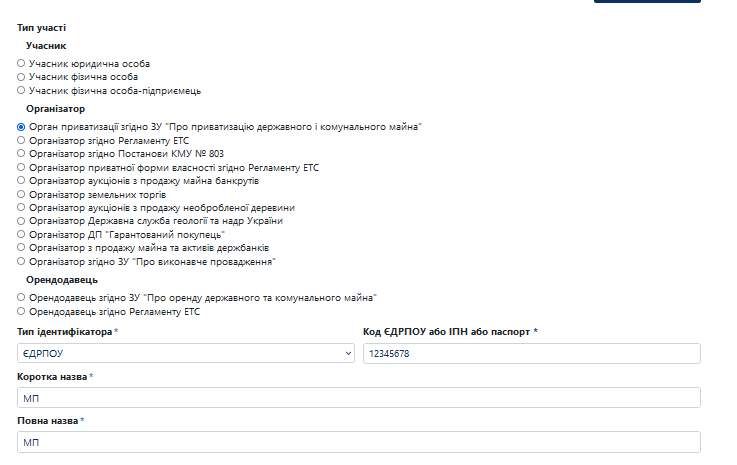 Тип участі
Учасник
Учасник юридична особа
Учасник фізична особа
Учасник фізична особа-підприємець
Організатор
Орган приватизації згідно ЗУ "Про приватизацію державного і комунального майна"
Організатор згідно Регламенту ЕТС
Організатор згідно Постанови КМУ № 803
Організатор приватної форми власності згідно Регламенту ЕТС
Організатор аукціонів з продажу майна банкрутів
Організатор земельних торгів
Організатор аукціонів з продажу необробленої деревини
Організатор Державна служба геології та надр України
Організатор ДП "Гарантований покупець"
Організатор з продажу майна та активів держбанків
Організатор згідно ЗУ "Про виконавче провадження"
Орендодавець
Орендодавець згідно ЗУ "Про оренду державного та комунального майна"
Орендодавець згідно Регламенту ЕТС
Тип ідентифікатора * Код ЄДРПОУ або ІПН або паспорт *
ЄДРПОУ 12345678
Коротка назва *
МП
Повна назва *
МП